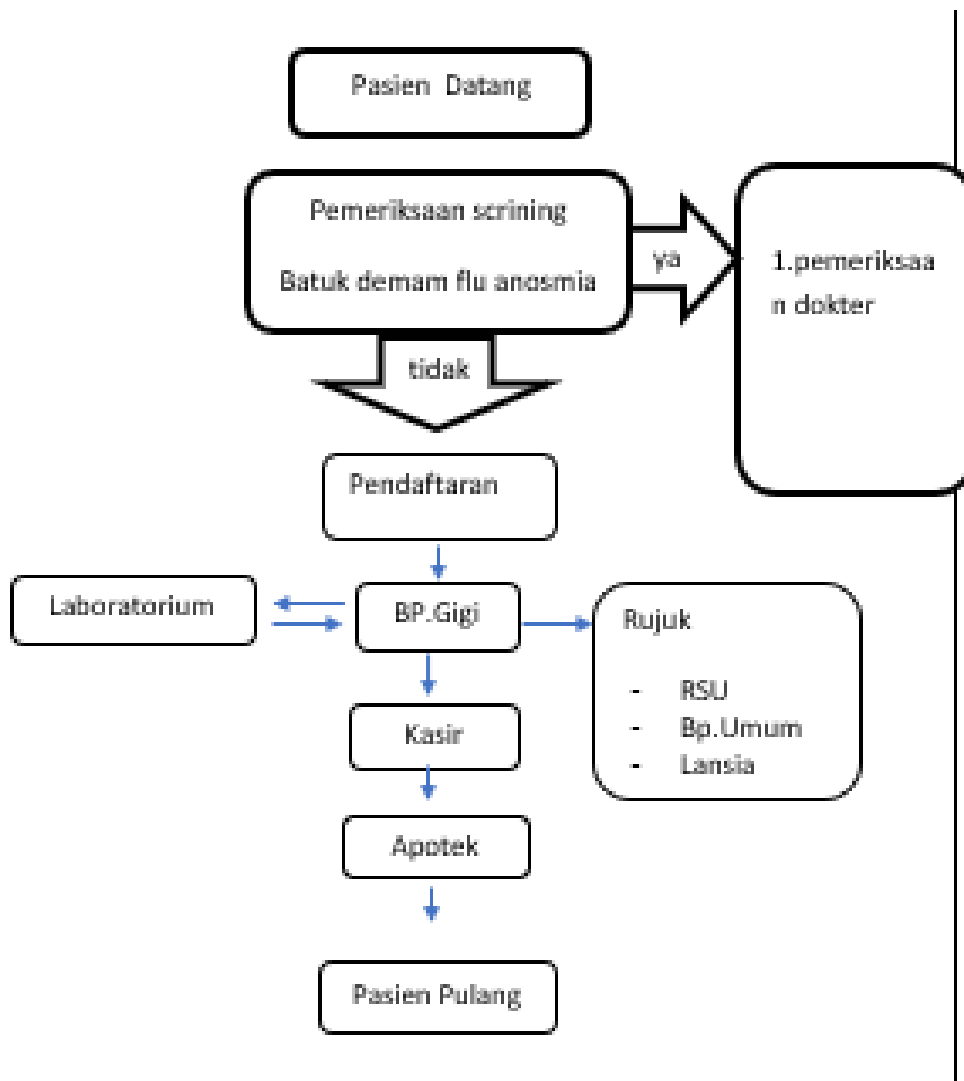 Pasien Datang
Pemeriksaan scrining
Batuk demam flu anosmia
ya
1.pemeriksaa
n dokter
tidak
Pendaftaran
Laboratorium
BP.Gigi
Rujuk
- RSU
- Bp.Umum
- Lansia
Kasir
Apotek
Pasien Pulang